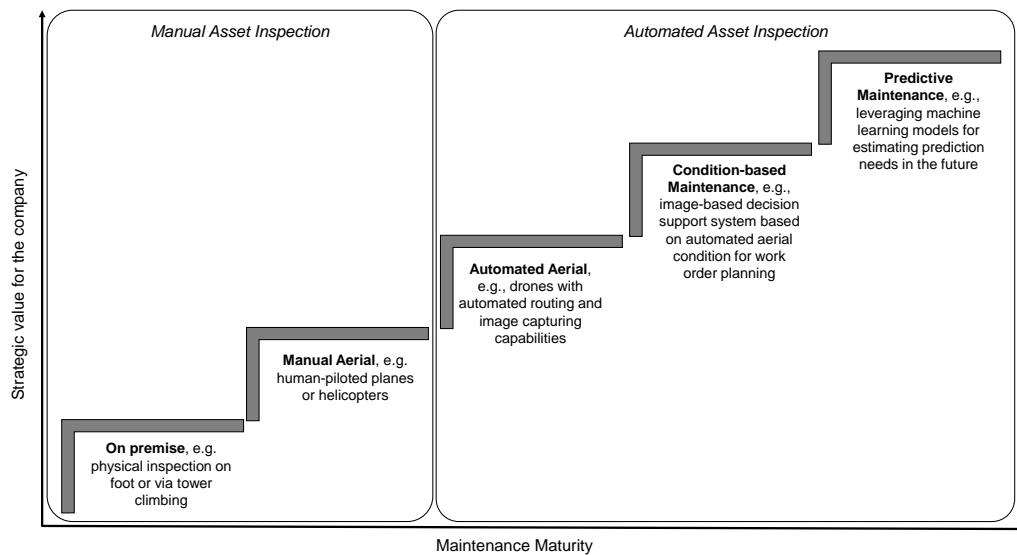 Manual Asset Inspection
Automated Asset Inspection
Predictive
Maintenance, e.g.,
leveraging machine
learning models for
estimating prediction
needs in the future
Condition-based
Maintenance, e.g.,
image-based decision
support system based
on automated aerial
condition for work
order planning
Automated Aerial,
e.g., drones with
automated routing and
image capturing
capabilities
Manual Aerial, e.g.
human-piloted planes
or helicopters
On premise, e.g.
physical inspection on
foot or via tower
climbing
Strategic value for the company
Maintenance Maturity